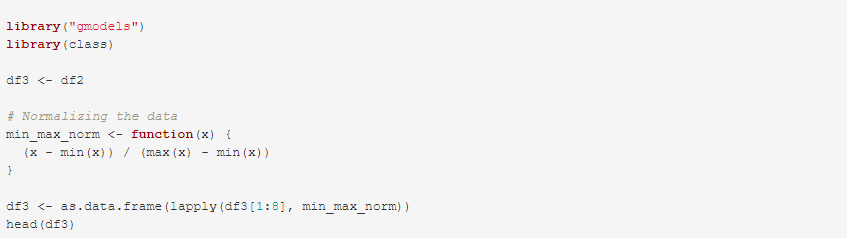 library("gmodels")
library(class)
df3 <- df2
# Normalizing the data
min_max_norm <- function(x) {
  (x - min(x)) / (max(x) - min(x))
}
df3 <- as.data.frame(lapply(df3[1:8], min_max_norm))
head(df3)